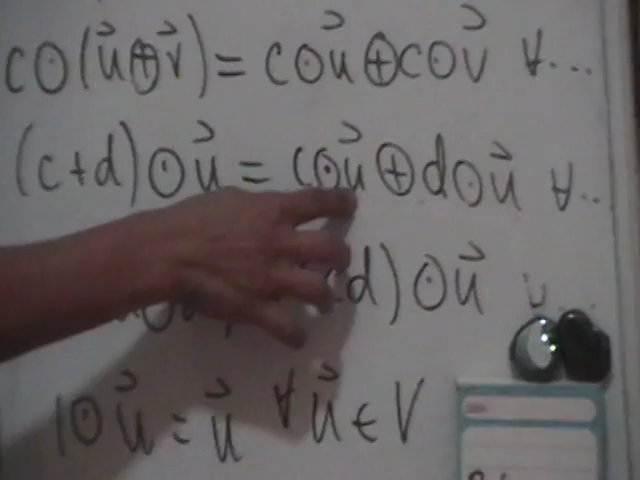 c⊙(u⃗⊕v⃗)=c⊙u⃗⊕c⊙v⃗ ∀...
(c+d)⊙u⃗=c⊙u⃗⊕d⊙u⃗ ∀..
d)⊙u⃗
1⊙u⃗=u⃗ ∀u⃗∈V